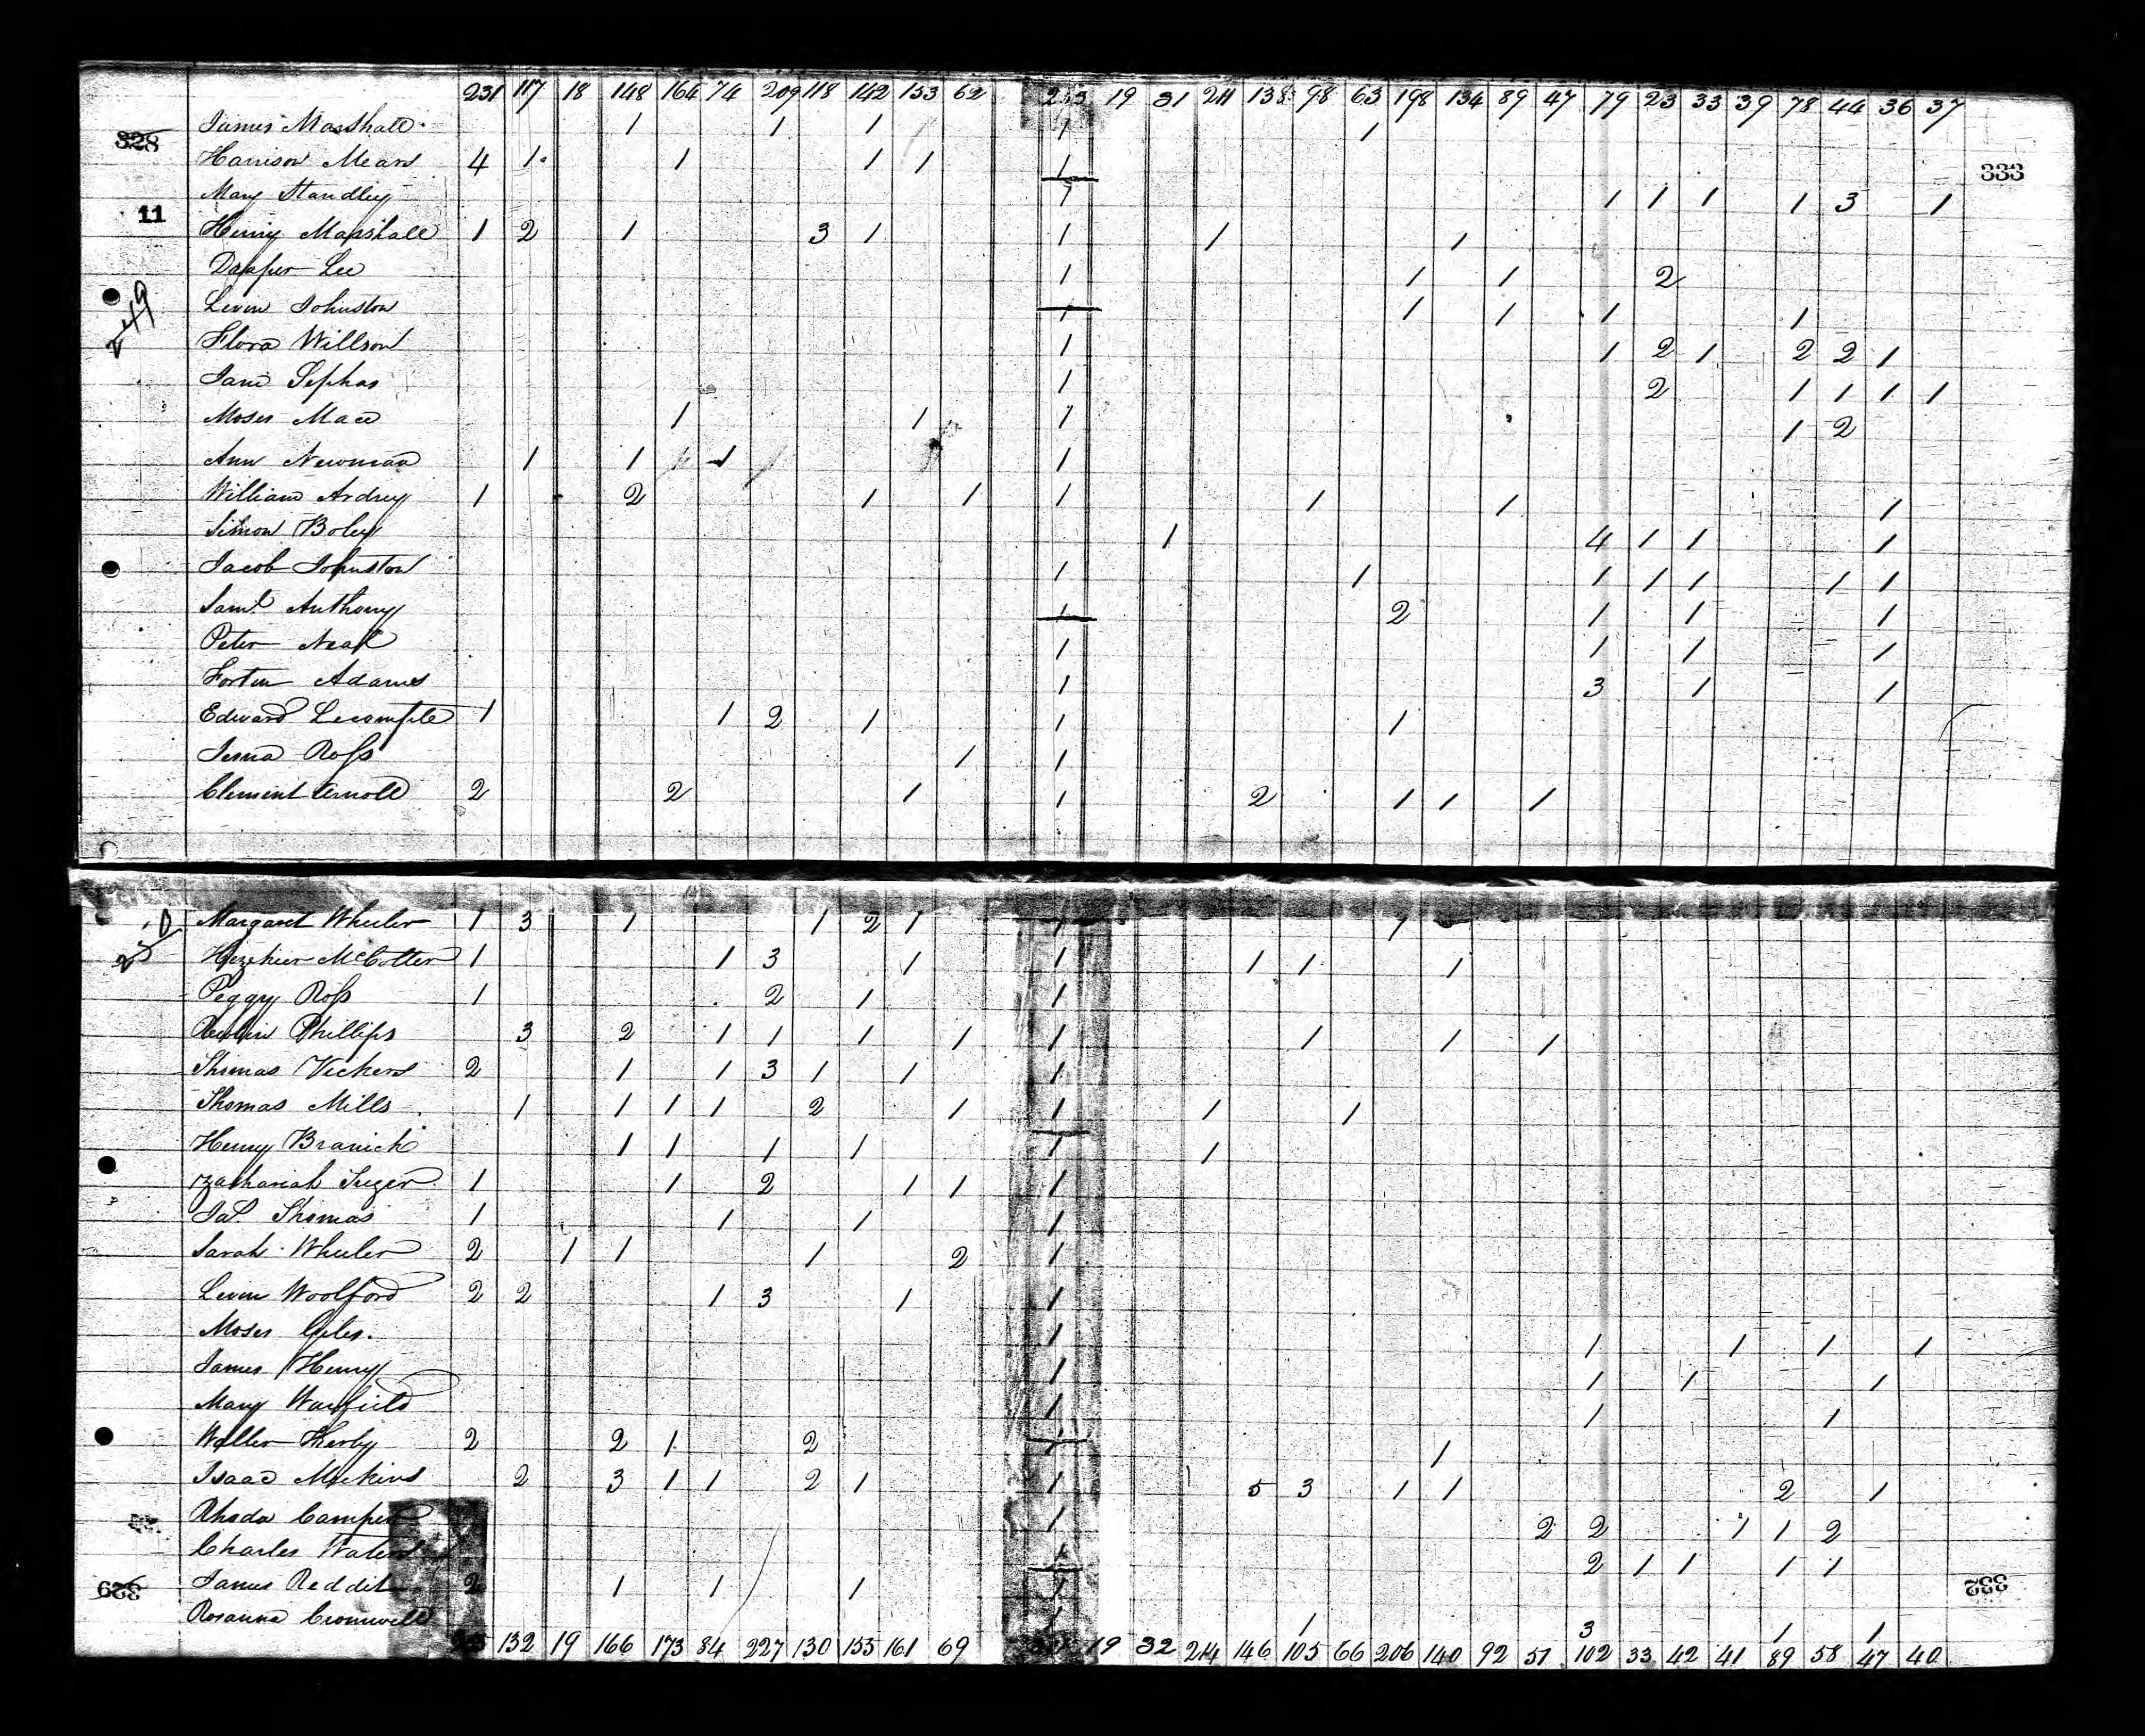 231 117 18 148 164 74 209 118 142 153 62 19 31 211 138 98 63 198 134 89 47 79 23 33 39 78 44 36 37
328 James Marshall 1 1 1 1 1
Harrison Mears 4 1 1 1 1 1 333
Mary Standley 1 1 1 1 1 3 1
11 Henry Marshall 1 2 1 3 1 1 1 1
Draper Lee 1 1 1 2
249 Levin Johnston 1 1 1 1 1
Flora Willson 1 1 2 1 2 2 1
Jane Sephas 1 2 1 1 1 1
Moses Mace 1 1 1 1 2
Ann Newman 1 1 1 1
William Ardrey 1 2 1 1 1 1 1 1
Simon Boley 1 4 1 1 1
Jacob Johnston 1 1 1 1 1 1 1
Saml. Anthony 1 2 1 1 1
Peter Neal 1 1 1 1
Adams 1 3 1 1
Edward Lecompte 1 1 2 1 1 1
Ross 1 1
Clement Arnold 2 2 1 1 2 1 1 1
Margaret Wheeler 1 3 1 1 2 1 1 1
250 McCotter 1 1 3 1 1 1 1 1
Peggy Ross 1 2 1 1
Phillips 3 2 1 1 1 1 1 1 1 1
Thomas Vickers 2 1 1 3 1 1 1
Thomas Mills 1 1 1 1 2 1 1 1 1
Henry Branick 1 1 1 1 1 1
Zachariah 1 1 2 1 1 1
Jas. Thomas 1 1 1 1
Sarah Wheeler 2 1 1 1 2 1
Levin Woolford 2 2 1 3 1 1
Moses Giles 1 1 1 1 1
James Henry 1 1 1 1
Mary Warfield 1 1 1
Kerby 2 2 1 2 1 1
Isaac Meekins 2 3 1 1 2 1 1 5 3 1 1 2 1
Rhoda Camper 1 2 2 1 1 2
Charles Waters 1 2 1 1 1 1
329 James Reddit 2 1 1 1 1 332
Rosanna Cromwell 1 1 3 1 1
132 19 166 173 84 227 130 153 161 69 19 32 214 146 105 66 206 140 92 51 102 33 42 41 89 58 47 40